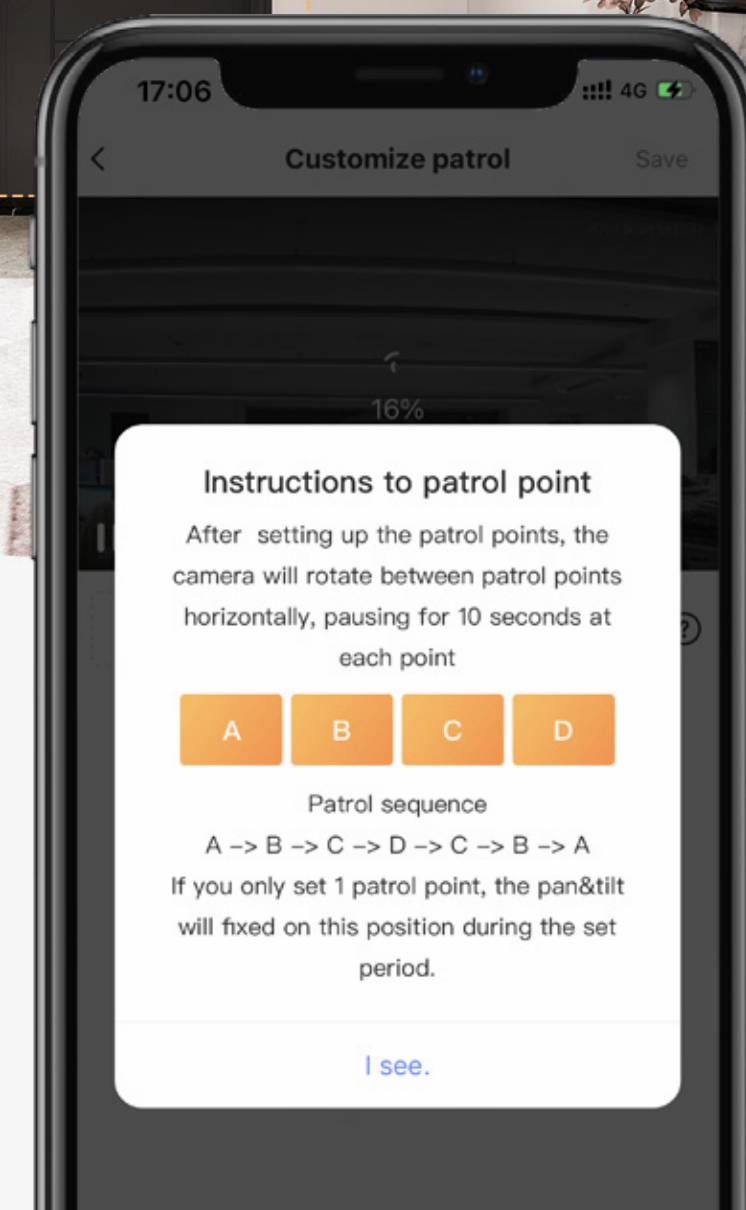 17:06
4G
Customize patrol
Save
16%
Instructions to patrol point
After setting up the patrol points, the
camera will rotate between patrol points
horizontally, pausing for 10 seconds at
each point
A B C D
Patrol sequence
A –> B –> C –> D –> C –> B –> A
If you only set 1 patrol point, the pan&tilt
will fixed on this position during the set
period.
I see.
?